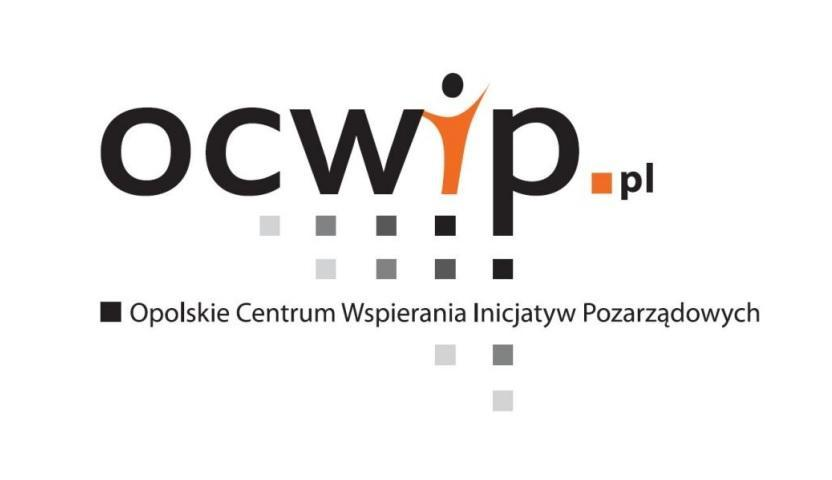 ocwip.pl
Opolskie Centrum Wspierania Inicjatyw Pozarządowych